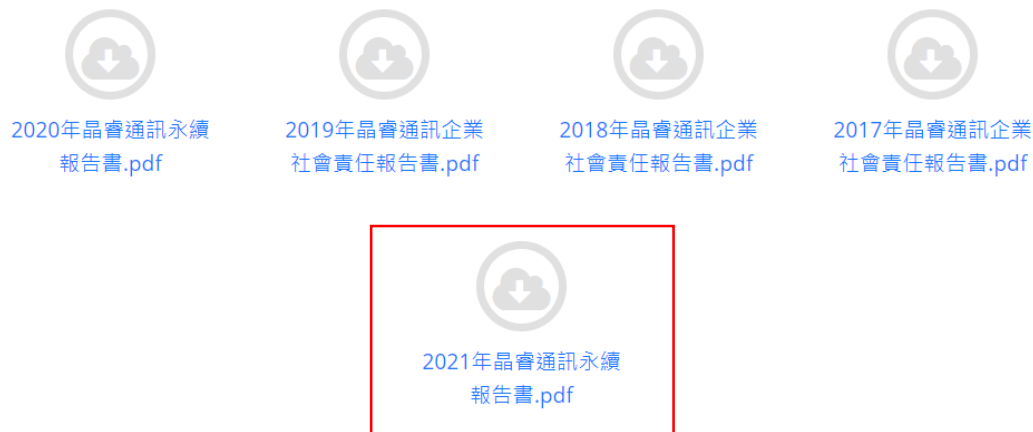 2020年晶睿通訊永續
報告書.pdf
2019年晶睿通訊企業
社會責任報告書.pdf
2018年晶睿通訊企業
社會責任報告書.pdf
2017年晶睿通訊企業
社會責任報告書.pdf
2021年晶睿通訊永續
報告書.pdf